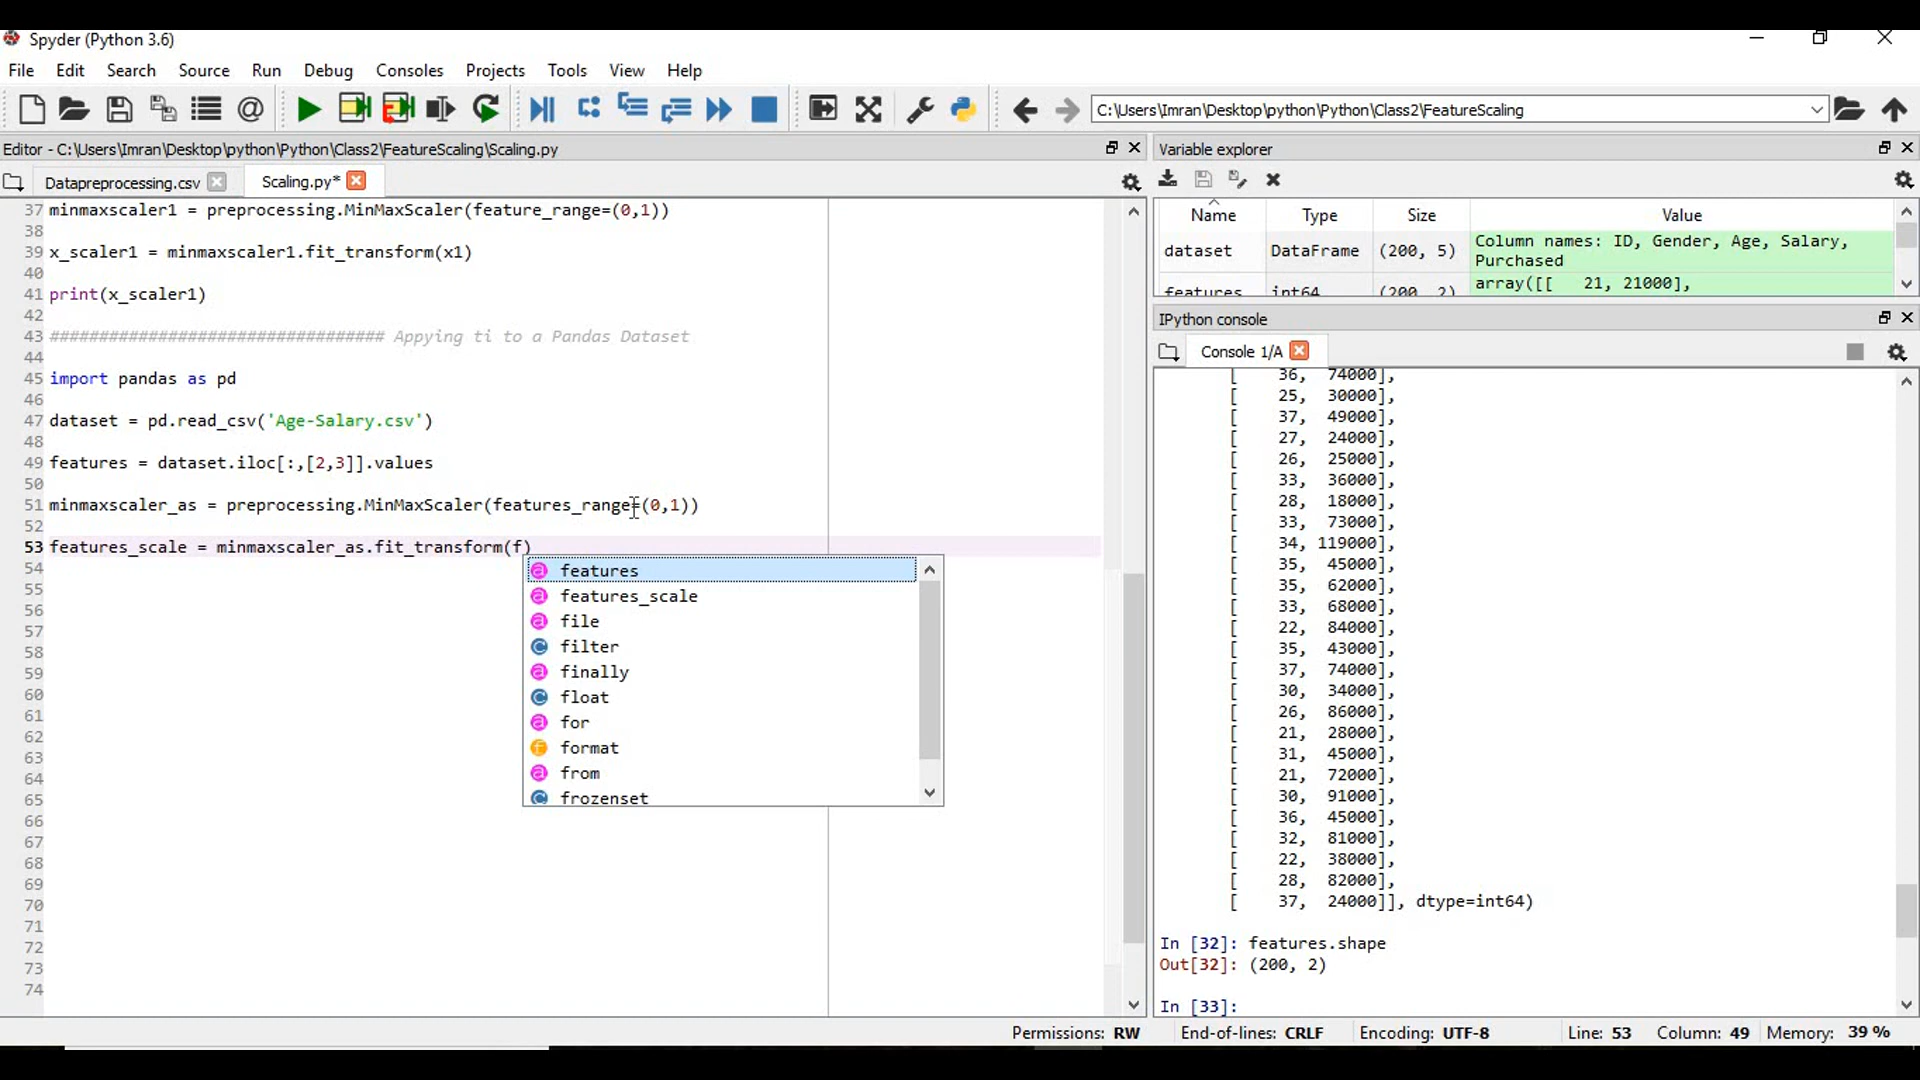 Spyder (Python 3.6)
File Edit Search Source Run Debug Consoles Projects Tools View Help
C:\Users\Imran\Desktop\python\Python\Class2\FeatureScaling
Editor - C:\Users\Imran\Desktop\python\Python\Class2\FeatureScaling\Scaling.py
Datapreprocessing.csv Scaling.py*
37 minmaxscaler1 = preprocessing.MinMaxScaler(feature_range=(0,1))
38
39 x_scaler1 = minmaxscaler1.fit_transform(x1)
40
41 print(x_scaler1)
42
43 ################################## Appying ti to a Pandas Dataset
44
45 import pandas as pd
46
47 dataset = pd.read_csv('Age-Salary.csv')
48
49 features = dataset.iloc[:,[2,3]].values
50
51 minmaxscaler_as = preprocessing.MinMaxScaler(features_range=(0,1))
52
53 features_scale = minmaxscaler_as.fit_transform(f)
54
55
56
57
58
59
60
61
62
63
64
65
66
67
68
69
70
71
72
73
74
features
features_scale
file
filter
finally
float
for
format
from
frozenset
Variable explorer
Name Type Size Value
dataset DataFrame (200, 5) Column names: ID, Gender, Age, Salary,
Purchased
features int64 (200, 2) array([[ 21, 21000],
IPython console
Console 1/A
[ 36, 74000],
[ 25, 30000],
[ 37, 49000],
[ 27, 24000],
[ 26, 25000],
[ 33, 36000],
[ 28, 18000],
[ 33, 73000],
[ 34, 119000],
[ 35, 45000],
[ 35, 62000],
[ 33, 68000],
[ 22, 84000],
[ 35, 43000],
[ 37, 74000],
[ 30, 34000],
[ 26, 86000],
[ 21, 28000],
[ 31, 45000],
[ 21, 72000],
[ 30, 91000],
[ 36, 45000],
[ 32, 81000],
[ 22, 38000],
[ 28, 82000],
[ 37, 24000]], dtype=int64)
In [32]: features.shape
Out[32]: (200, 2)
In [33]:
Permissions: RW End-of-lines: CRLF Encoding: UTF-8 Line: 53 Column: 49 Memory: 39 %